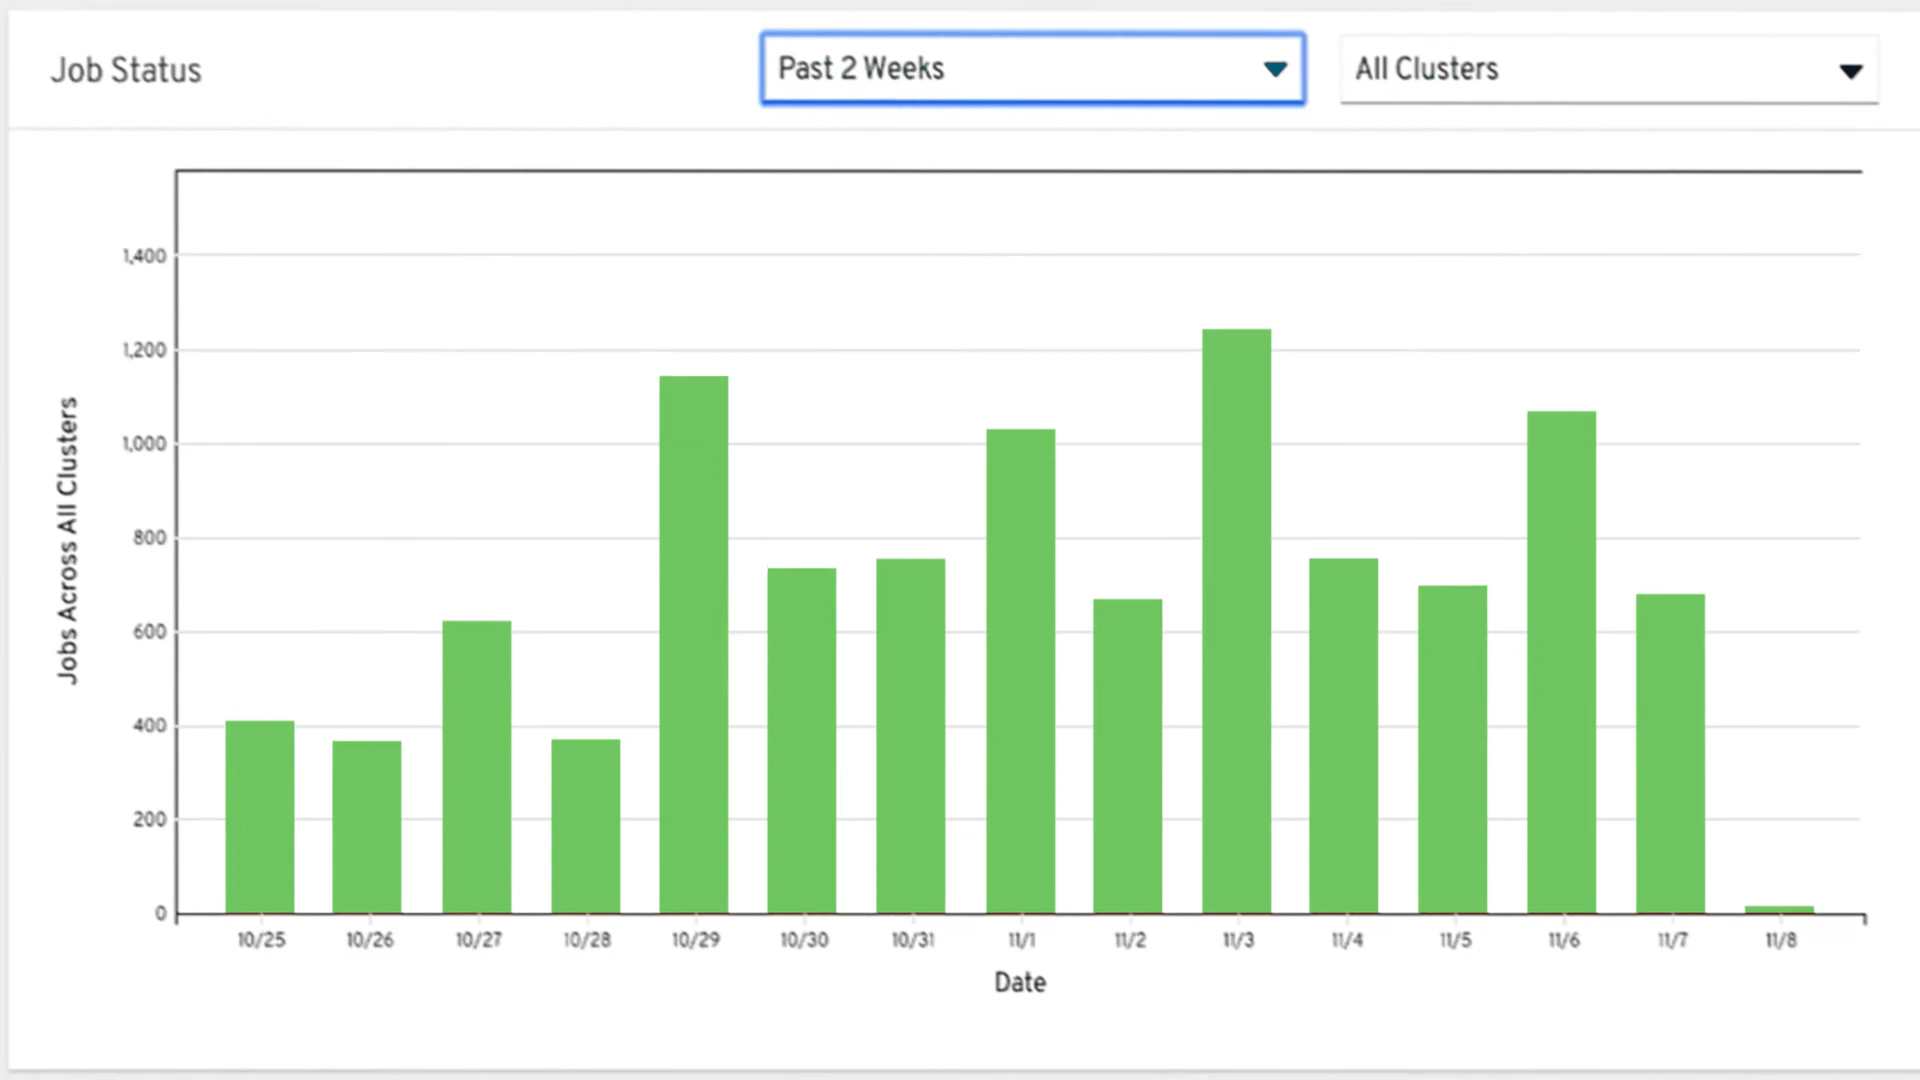 Job Status
Past 2 Weeks
All Clusters
Jobs Across All Clusters
1,400
1,200
1,000
800
600
400
200
0
10/25 10/26 10/27 10/28 10/29 10/30 10/31 11/1 11/2 11/3 11/4 11/5 11/6 11/7 11/8
Date